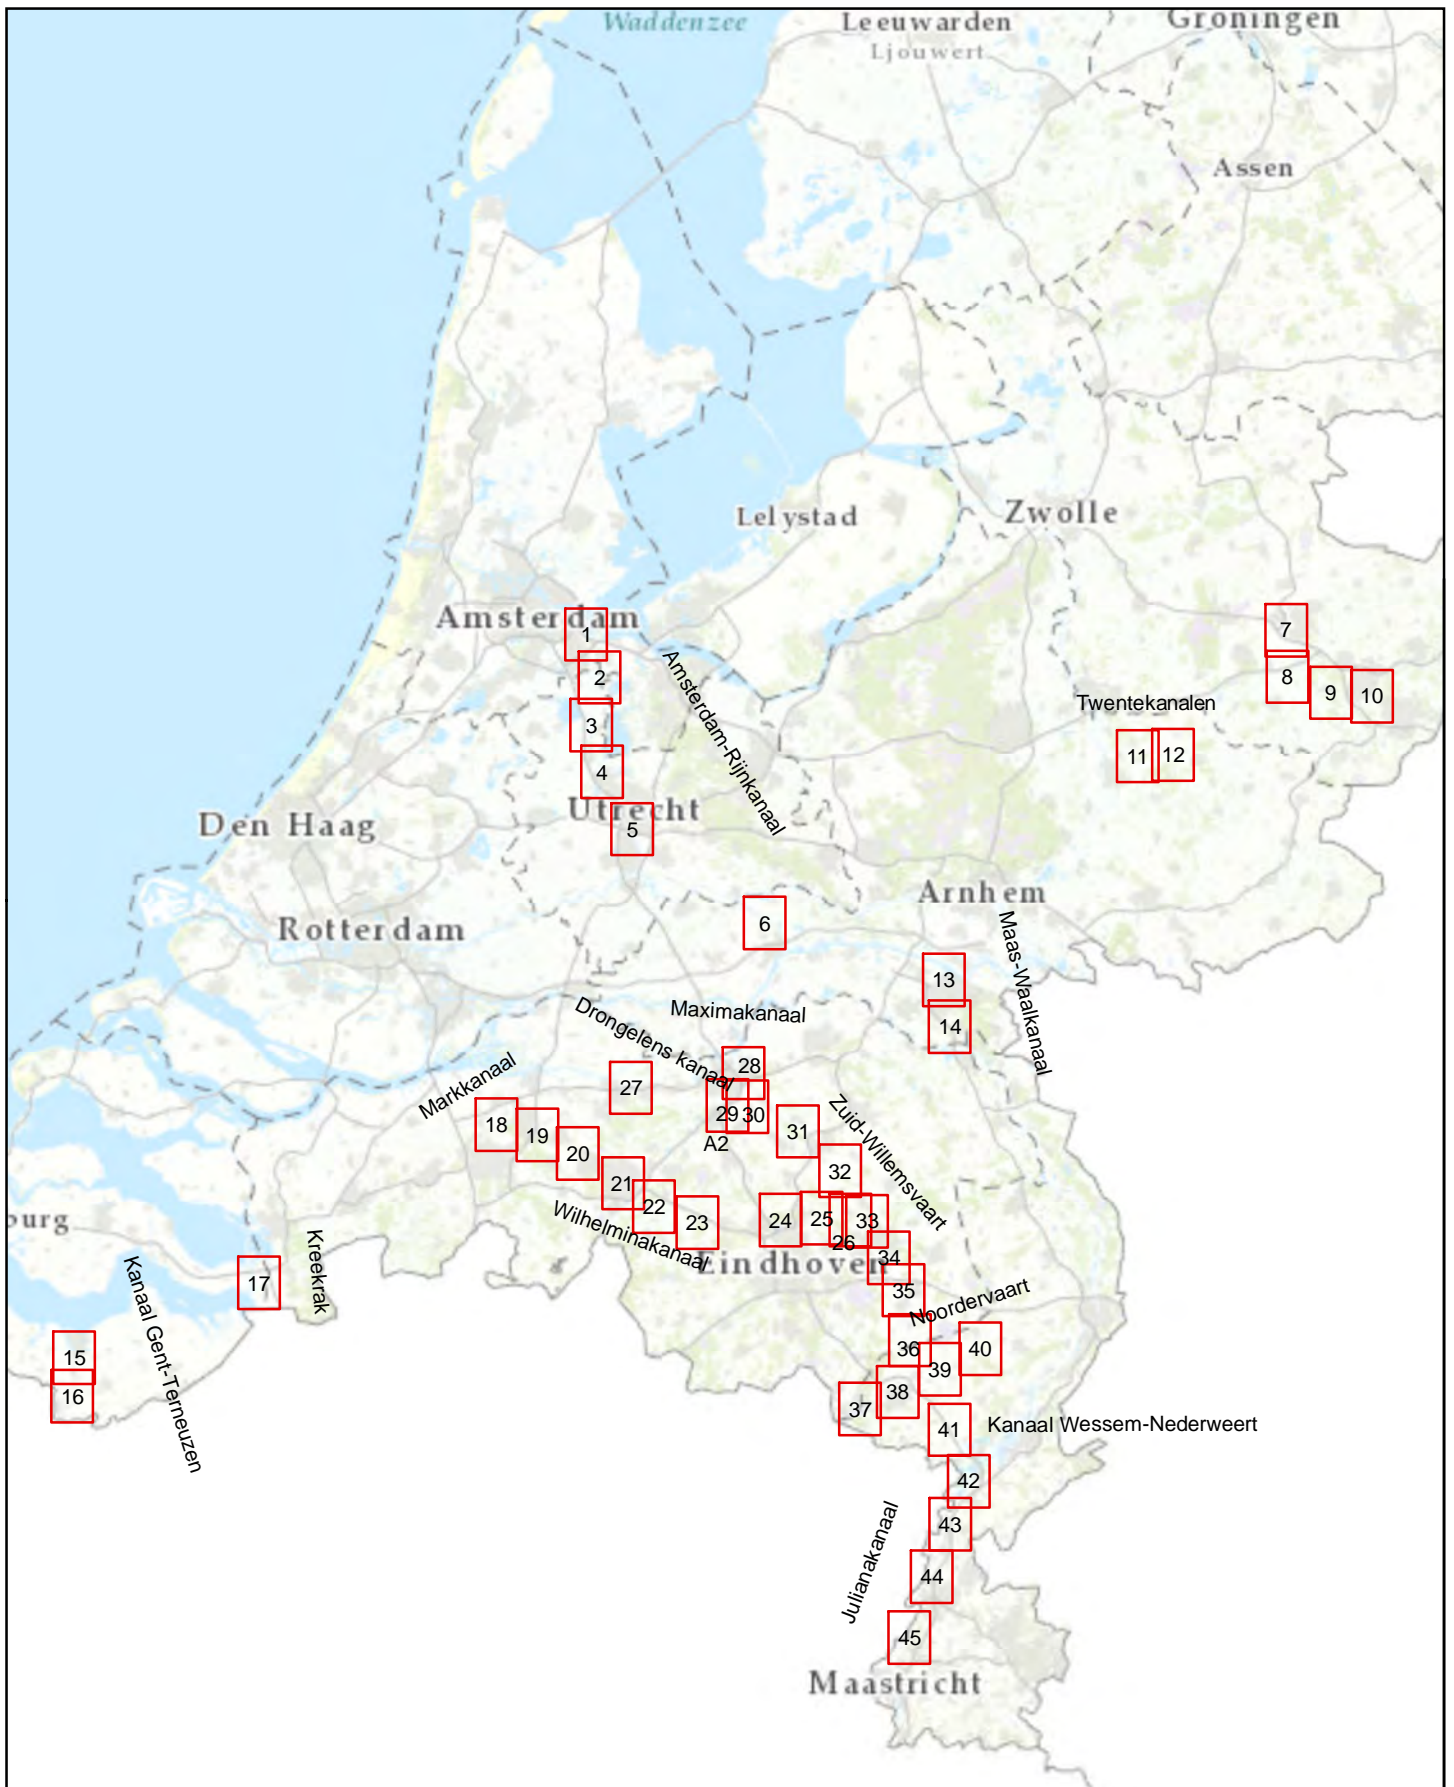 Waddenzee
Leeuwarden
Ljouwert
Groningen
Assen
Zwolle
Lelystad
Amsterdam
1
2
3
4
Amsterdam-Rijnkanaal
7
8
9
10
Twentekanalen
11
12
Den Haag
Utrecht
5
Arnhem
Rotterdam
6
13
14
Maas-Waalkanaal
Maximakanaal
Drongelens kanaal
Markkanaal
28
27
29
30
A2
31
18
19
20
21
22
23
32
Zuid-Willemsvaart
Wilhelminakanaal
24
25
26
33
34
35
Eindhoven
burg
Kreekrak
17
Kanaal Gent-Terneuzen
15
16
Noordervaart
36
40
39
38
37
41
Kanaal Wessem-Nederweert
42
43
Julianakanaal
44
45
Maastricht